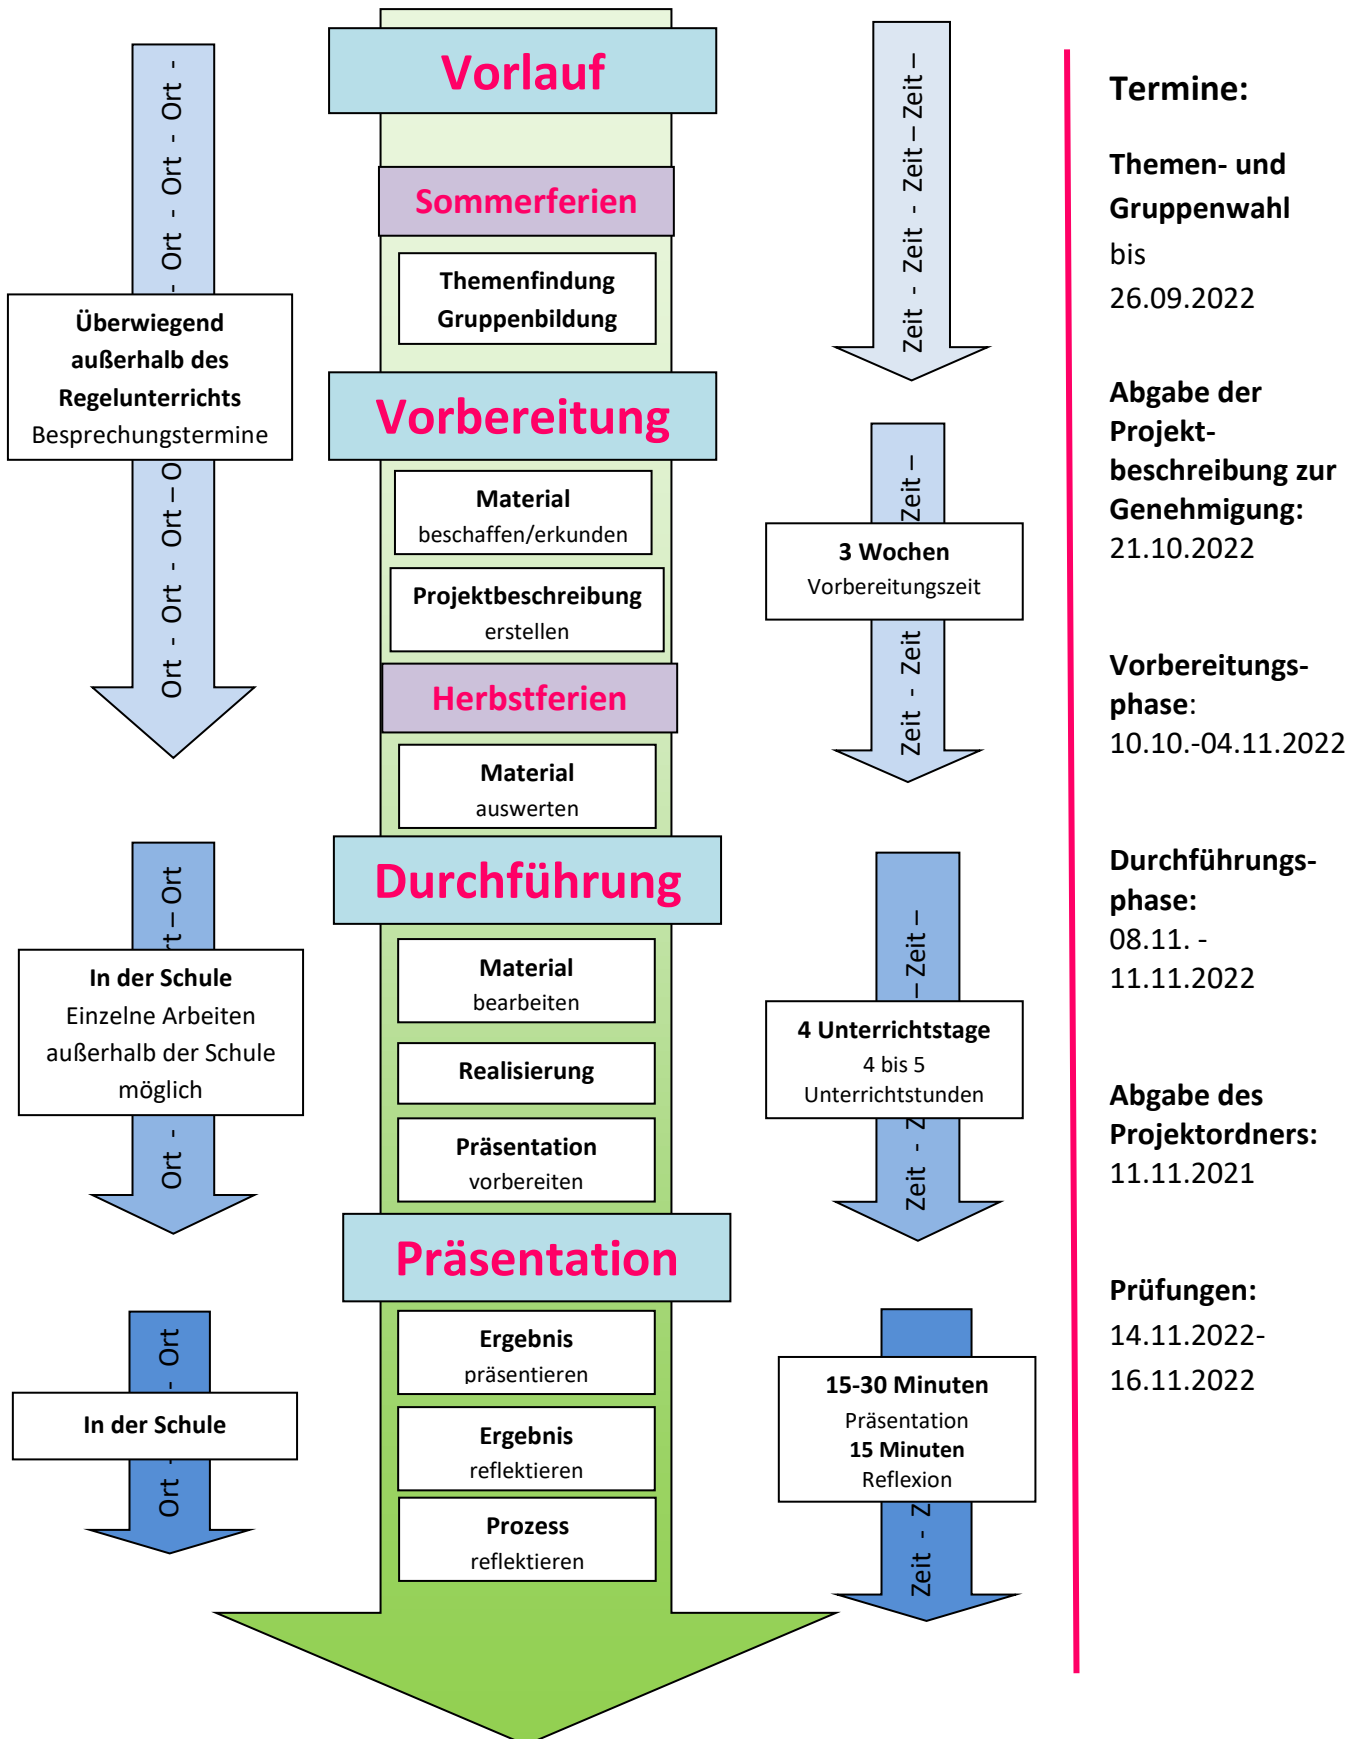 Vorlauf
Sommerferien
Themenfindung
Gruppenbildung
Vorbereitung
Material
beschaffen/erkunden
Projektbeschreibung
erstellen
Herbstferien
Material
auswerten
Durchführung
Material
bearbeiten
Realisierung
Präsentation
vorbereiten
Präsentation
Ergebnis
präsentieren
Ergebnis
reflektieren
Prozess
reflektieren
Ort - Ort - Ort - Ort – O - Ort - Ort - Ort - Ort -
Überwiegend
außerhalb des
Regelunterrichts
Besprechungstermine
Ort - rt – Ort
In der Schule
Einzelne Arbeiten
außerhalb der Schule
möglich
Ort - - Ort
In der Schule
Zeit - Zeit - Zeit - Zeit – Zeit –
Zeit - Zeit Zeit –
3 Wochen
Vorbereitungszeit
Zeit - Z – Zeit –
4 Unterrichtstage
4 bis 5
Unterrichtstunden
Zeit - Z
15-30 Minuten
Präsentation
15 Minuten
Reflexion
Termine:
Themen- und
Gruppenwahl
bis
26.09.2022
Abgabe der
Projekt-
beschreibung zur
Genehmigung:
21.10.2022
Vorbereitungs-
phase:
10.10.-04.11.2022
Durchführungs-
phase:
08.11. -
11.11.2022
Abgabe des
Projektordners:
11.11.2021
Prüfungen:
14.11.2022-
16.11.2022